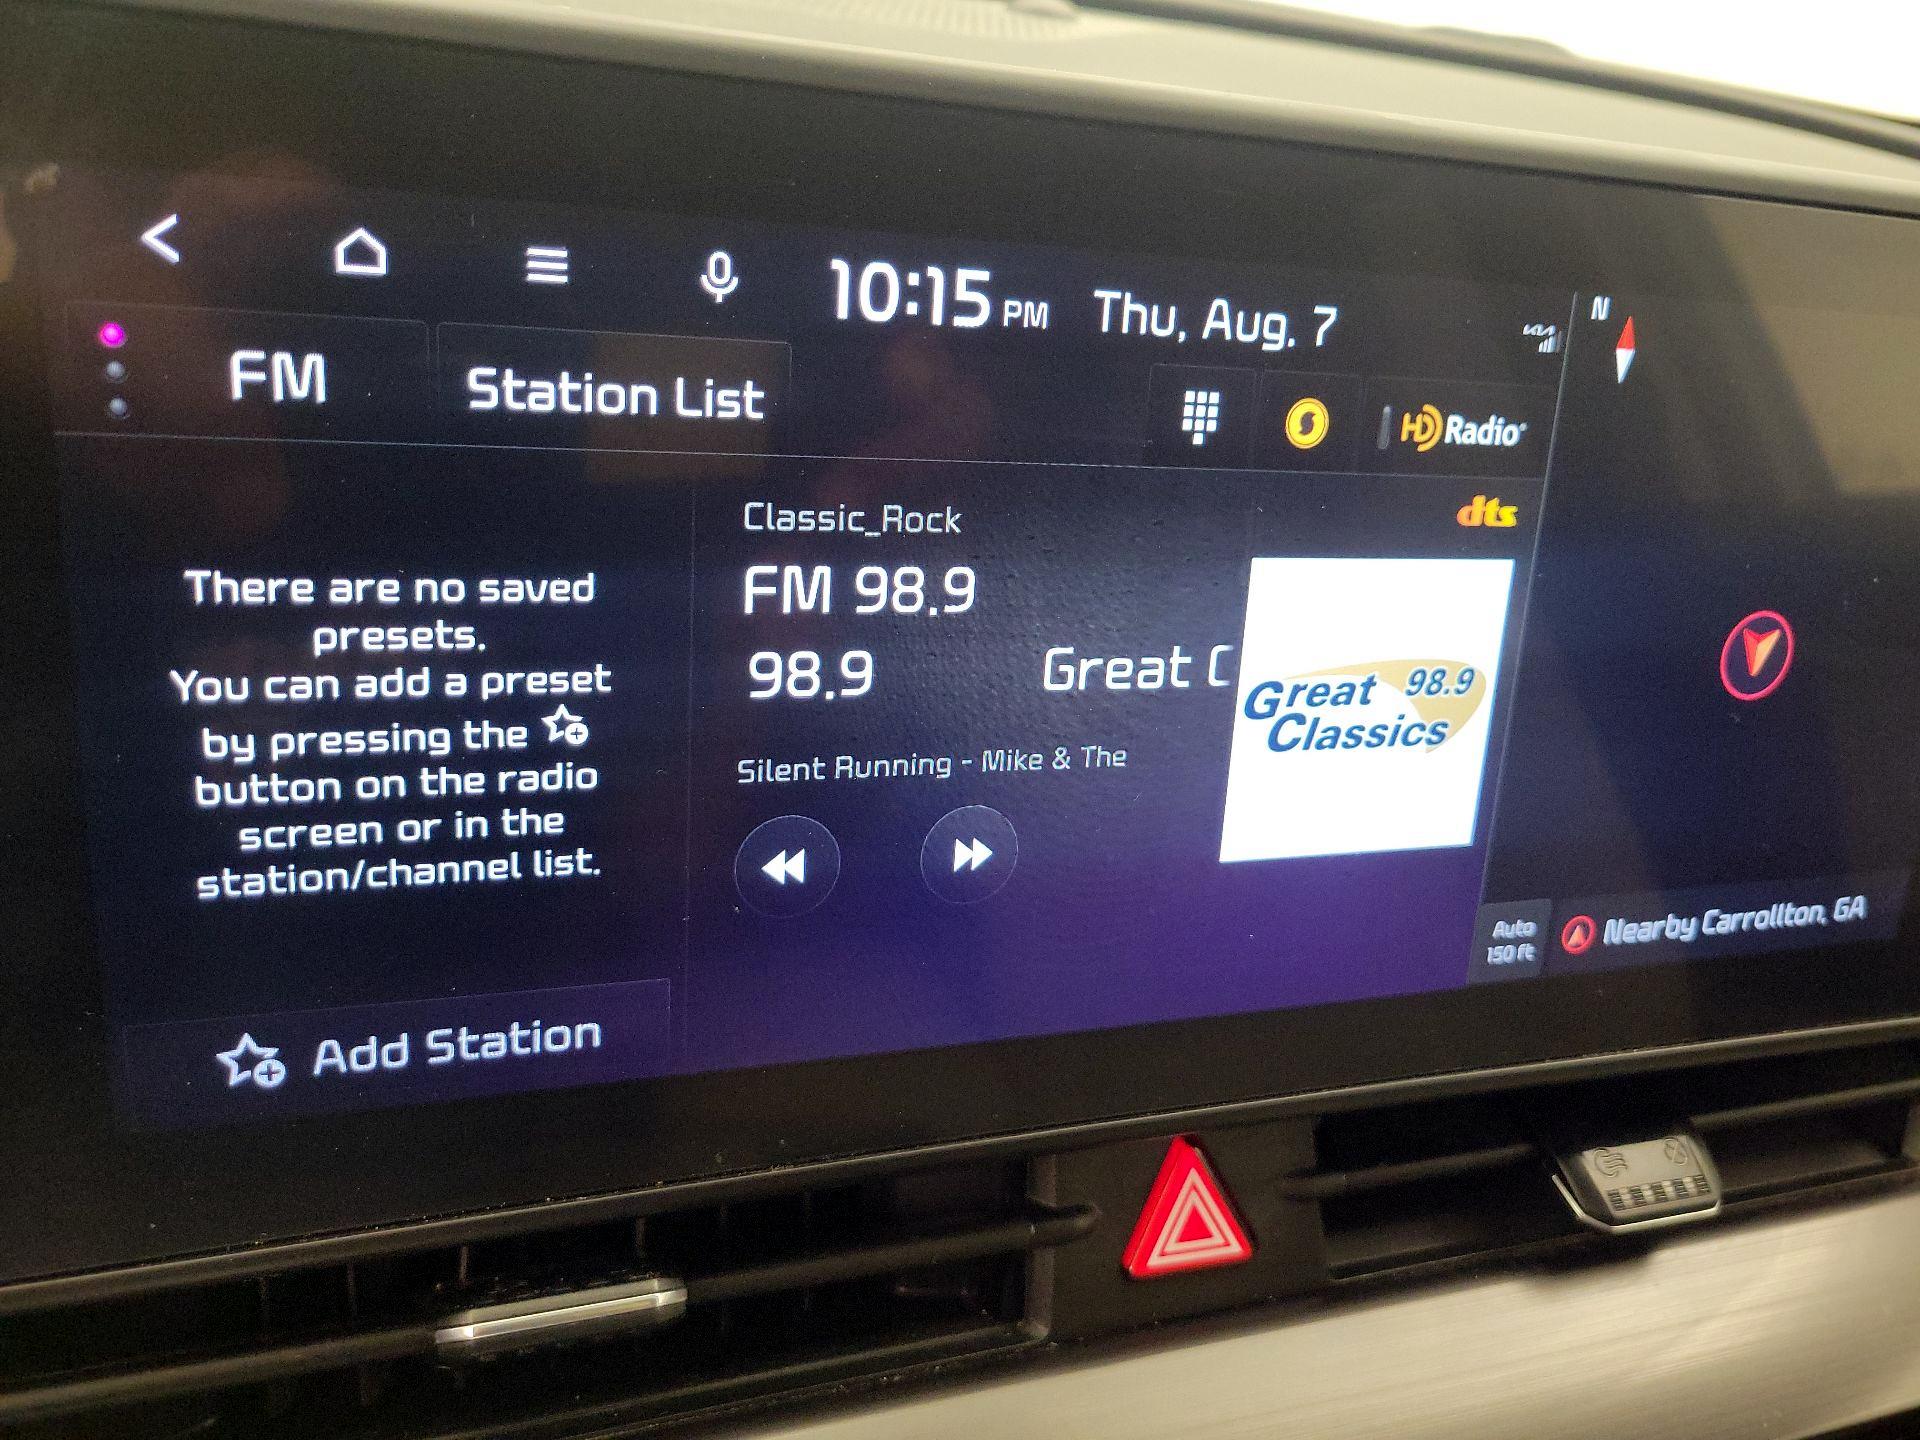 10:15 PM Thu, Aug. 7
N
FM
Station List
HD Radio
Classic_Rock
dts
FM 98.9
98.9 Great C
Silent Running - Mike & The
Great 98.9
Classics
There are no saved
presets.
You can add a preset
by pressing the
button on the radio
screen or in the
station/channel list.
Add Station
Auto
150 ft
Nearby Carrollton, GA